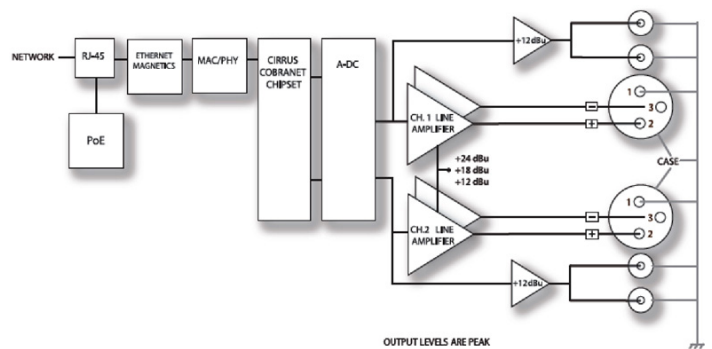 NETWORK
RJ-45
ETHERNET
MAGNETICS
MAC/PHY
CIRRUS
COBRANET
CHIPSET
A-DC
PoE
+12dBu
CH. 1 LINE
AMPLIFIER
1
3
2
+24 dBu
+18 dBu
+12 dBu
CASE
CH.2 LINE
AMPLIFIER
1
3
2
+12dBu
OUTPUT LEVELS ARE PEAK